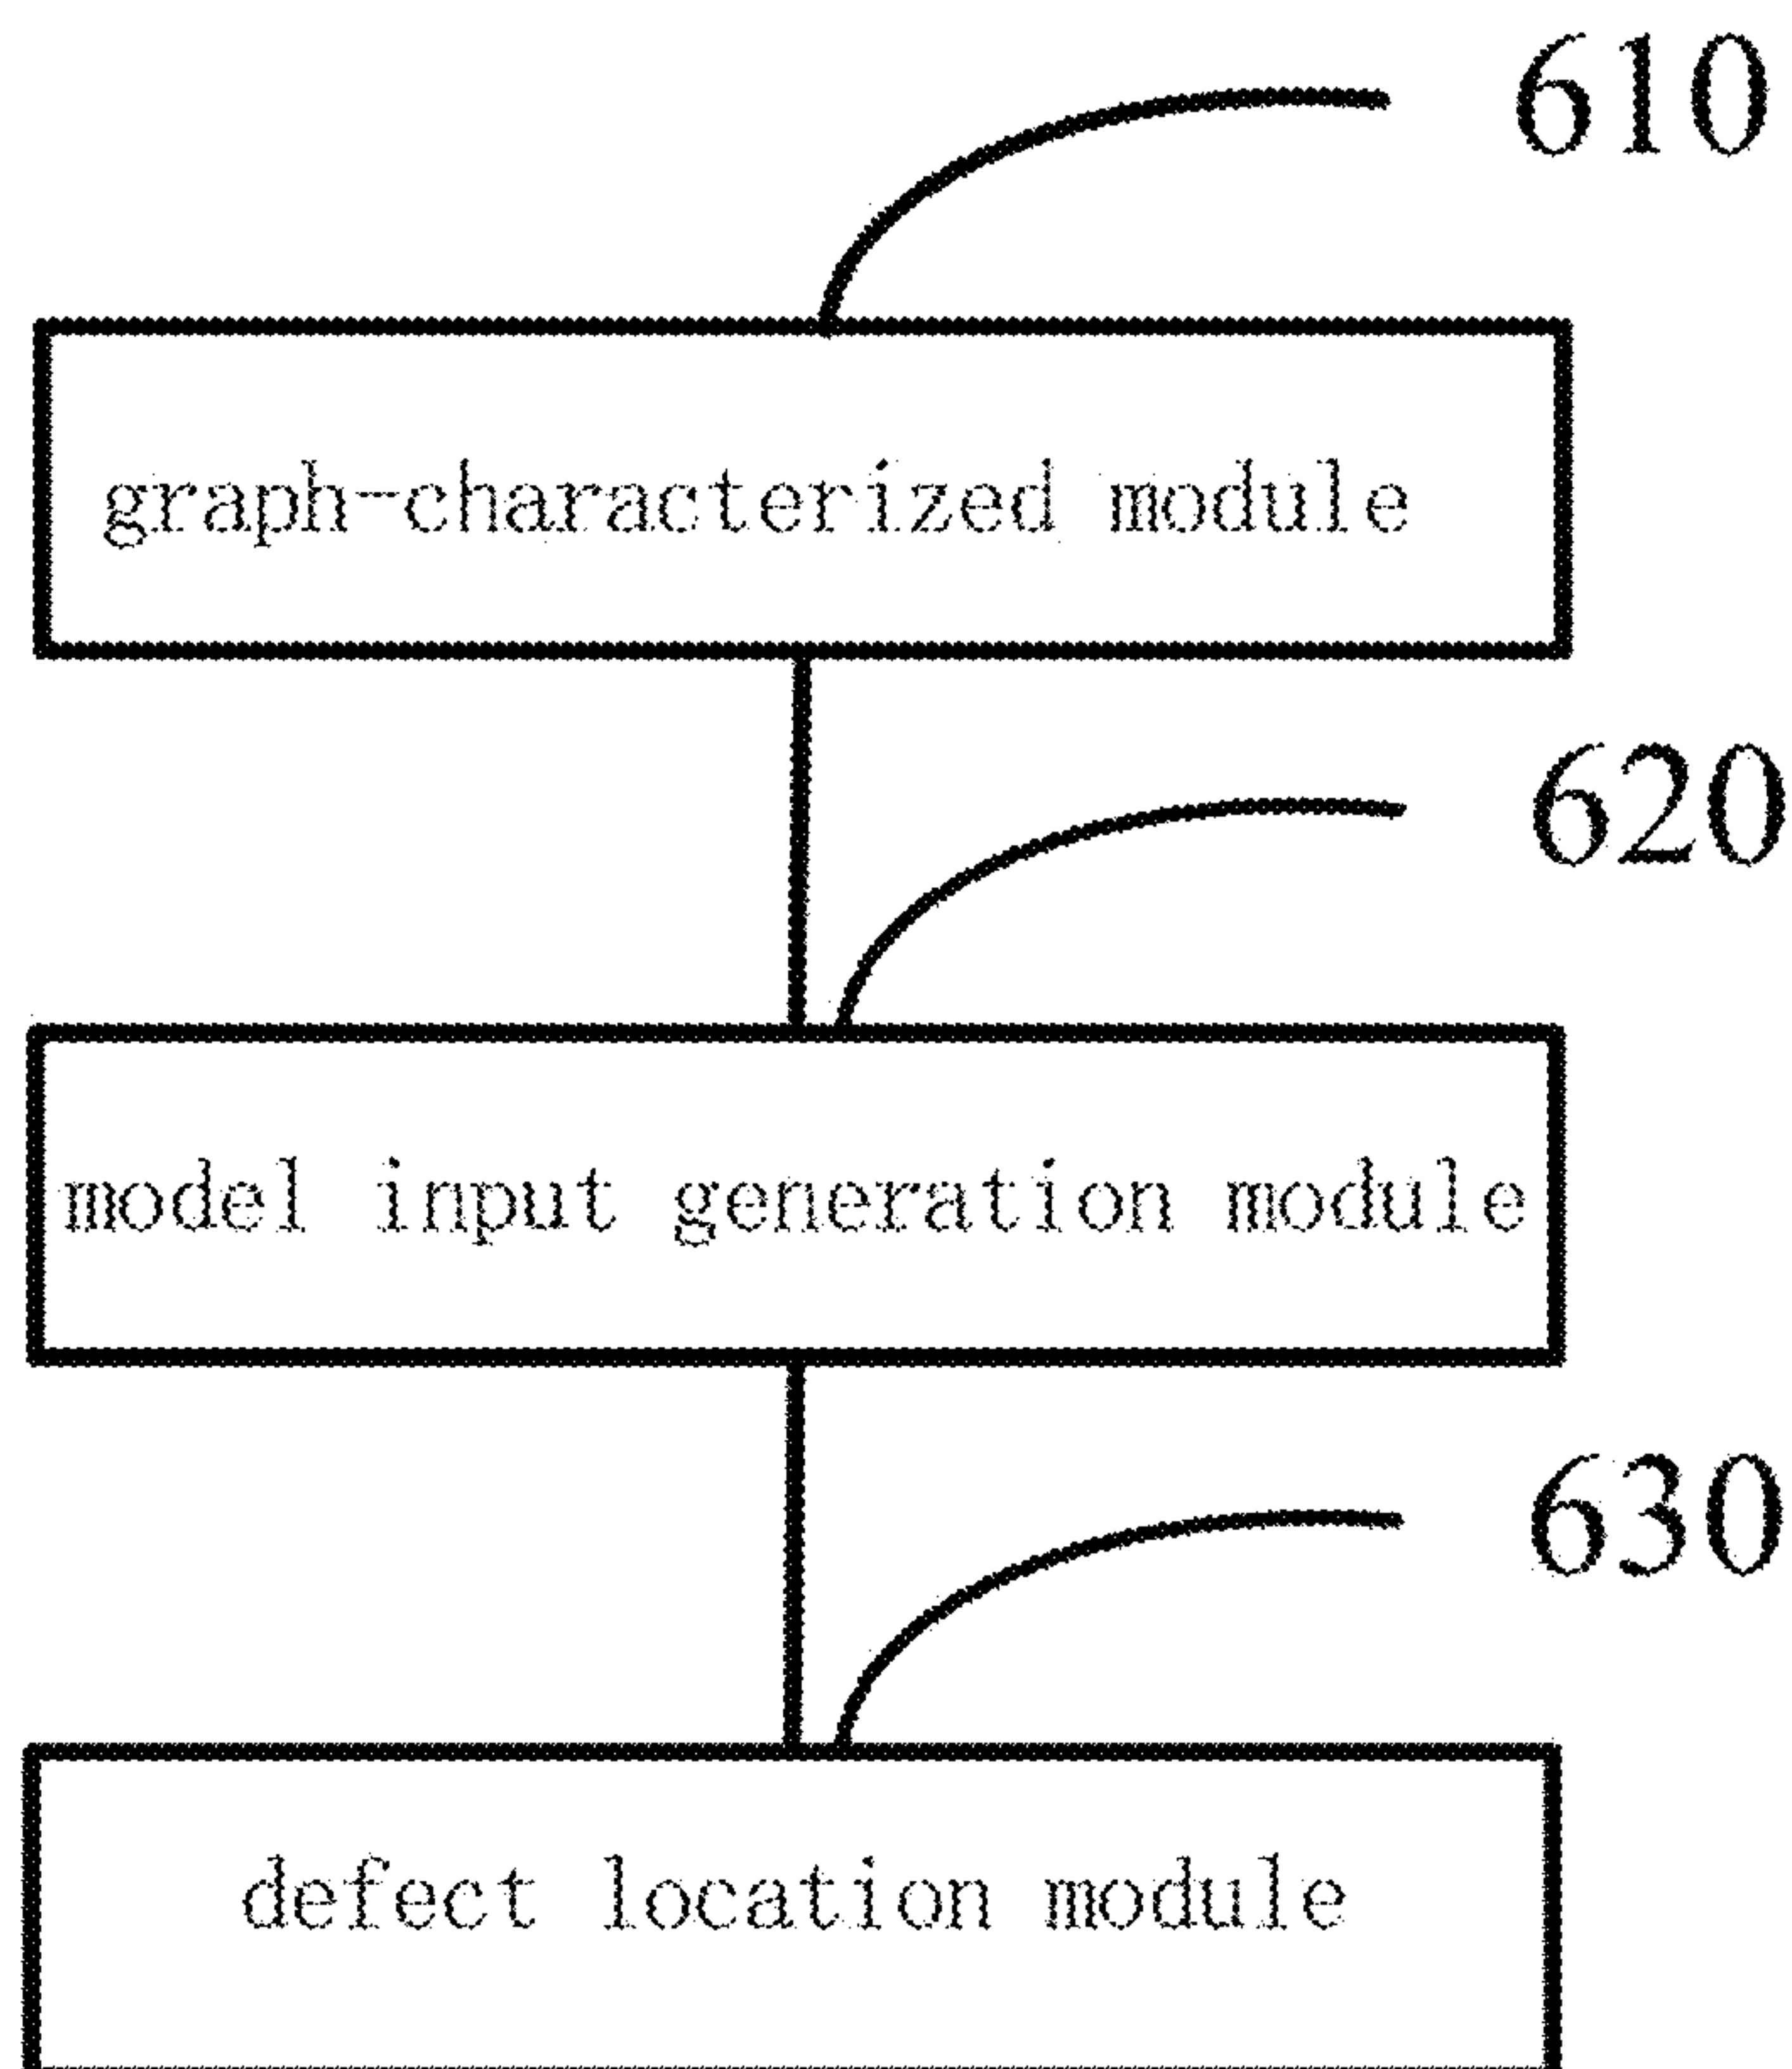 610
graph-characterized module
620
model input generation module
630
defect location module